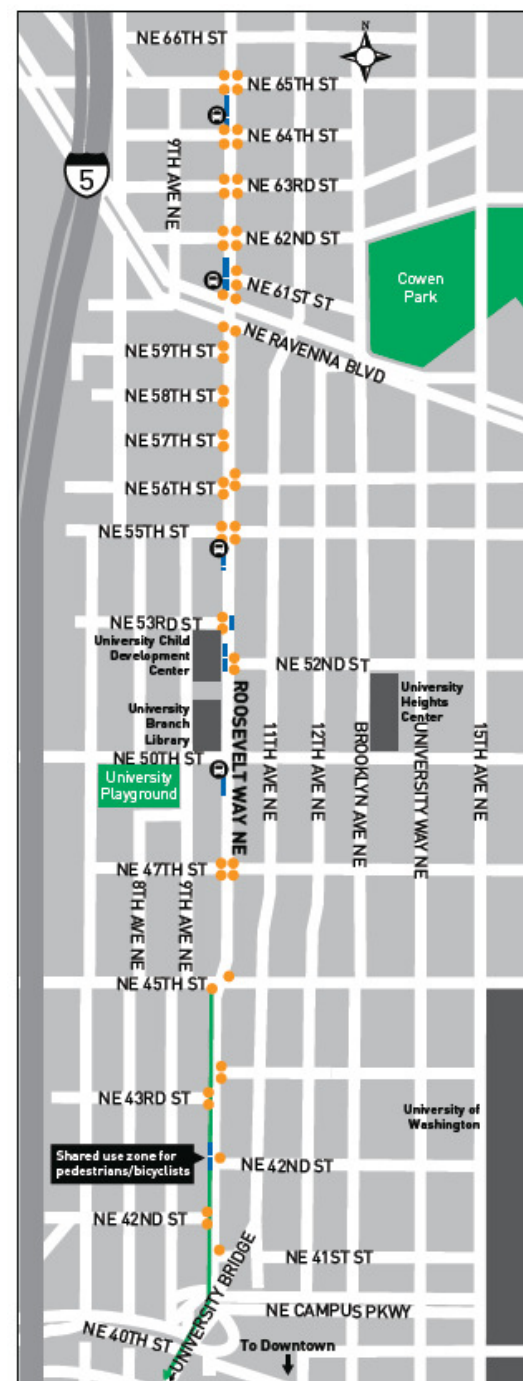 NE 66TH ST
N
NE 65TH ST
NE 64TH ST
9TH AVE NE
5
NE 63RD ST
NE 62ND ST
Cowen
Park
NE 61ST ST
NE RAVENNA BLVD
NE 59TH ST
NE 58TH ST
NE 57TH ST
NE 56TH ST
NE 55TH ST
NE 53RD ST
University Child
Development
Center
NE 52ND ST
University
Heights
Center
University
Branch
Library
ROOSEVELT WAY NE
11TH AVE NE
12TH AVE NE
BROOKLYN AVE NE
UNIVERSITY WAY NE
15TH AVE NE
NE 50TH ST
University
Playground
NE 47TH ST
8TH AVE NE
9TH AVE NE
NE 45TH ST
NE 43RD ST
University of
Washington
Shared use zone for
pedestrians/bicyclists
NE 42ND ST
NE 42ND ST
NE 41ST ST
UNIVERSITY BRIDGE
NE CAMPUS PKWY
NE 40TH ST
To Downtown